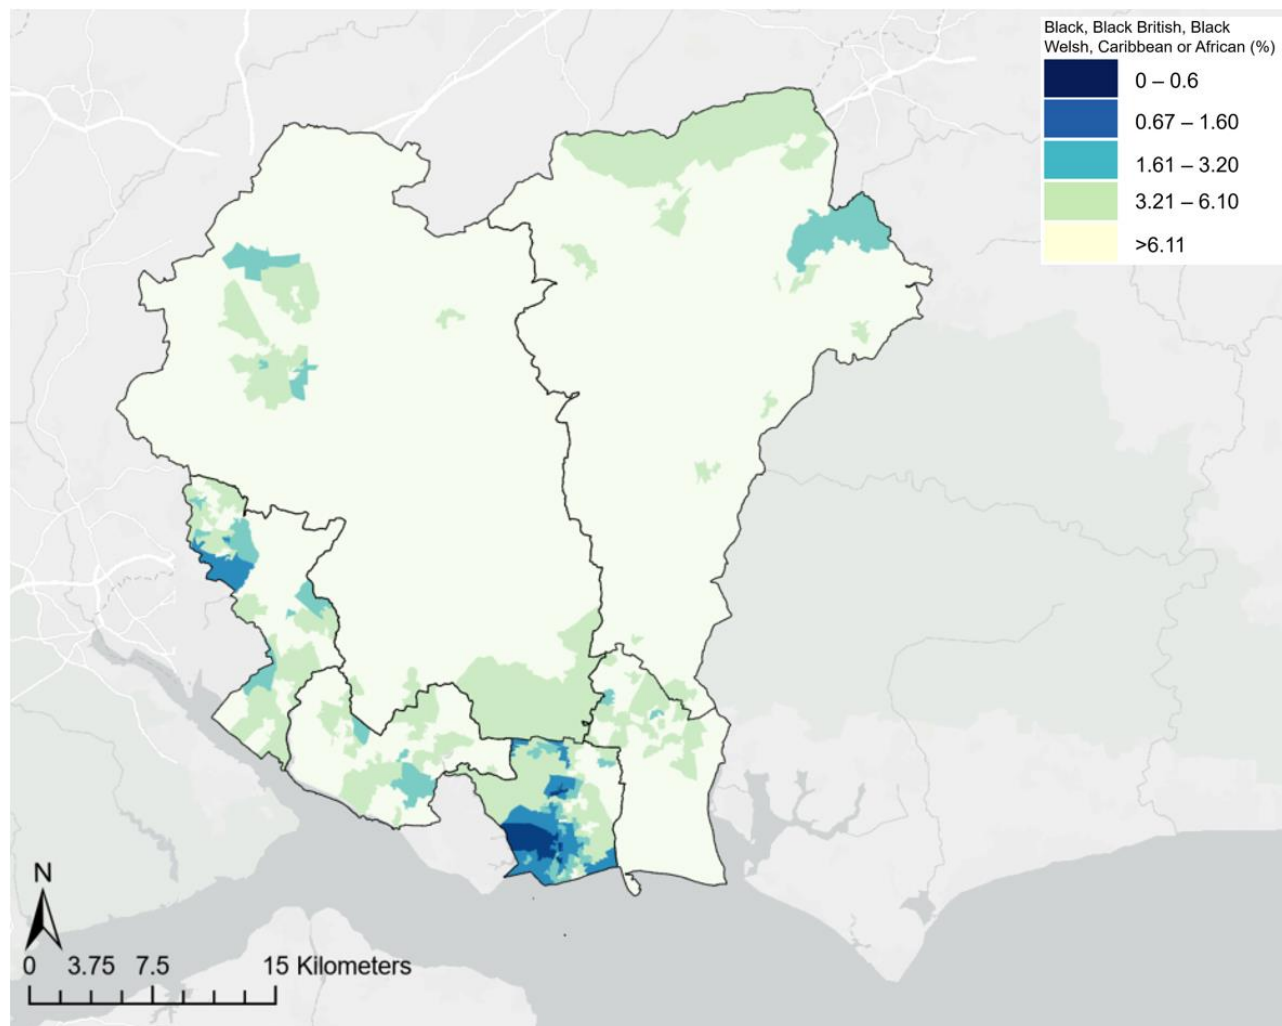 Black, Black British, Black
Welsh, Caribbean or African (%)
0 – 0.6
0.67 – 1.60
1.61 – 3.20
3.21 – 6.10
>6.11
N
0 3.75 7.5 15 Kilometers